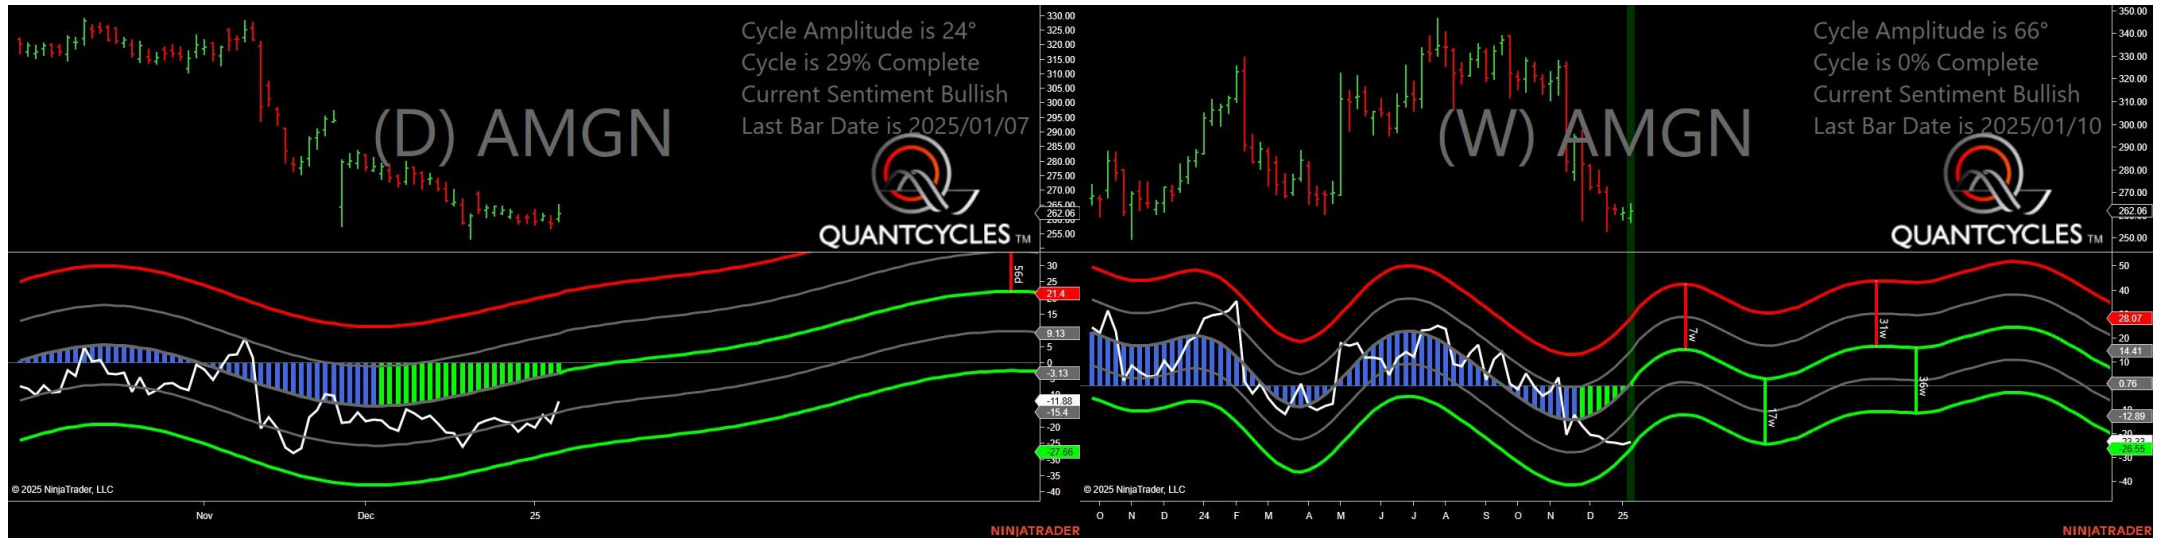 Cycle Amplitude is 24°
Cycle is 29% Complete
Current Sentiment Bullish
Last Bar Date is 2025/01/07
(D) AMGN
QUANTCYCLES TM
330.00
325.00
320.00
315.00
310.00
305.00
300.00
295.00
290.00
285.00
280.00
275.00
270.00
265.00
262.06
255.00
56d
30
25
21.4
15
9.13
5
0
-3.13
-11.88
-15.4
-20
-25
-27.66
-30
-35
-40
© 2025 NinjaTrader, LLC
Nov
Dec
25
NINJATRADER
Cycle Amplitude is 66°
Cycle is 0% Complete
Current Sentiment Bullish
Last Bar Date is 2025/01/10
(W) AMGN
QUANTCYCLES TM
350.00
340.00
330.00
320.00
310.00
300.00
290.00
280.00
270.00
262.06
250.00
7w
17w
31w
36w
50
40
28.07
20
14.41
10
0.76
-12.89
-26.55
-30
-40
© 2025 NinjaTrader, LLC
O N D 24 F M A M J J A S O N D 25
NINJATRADER